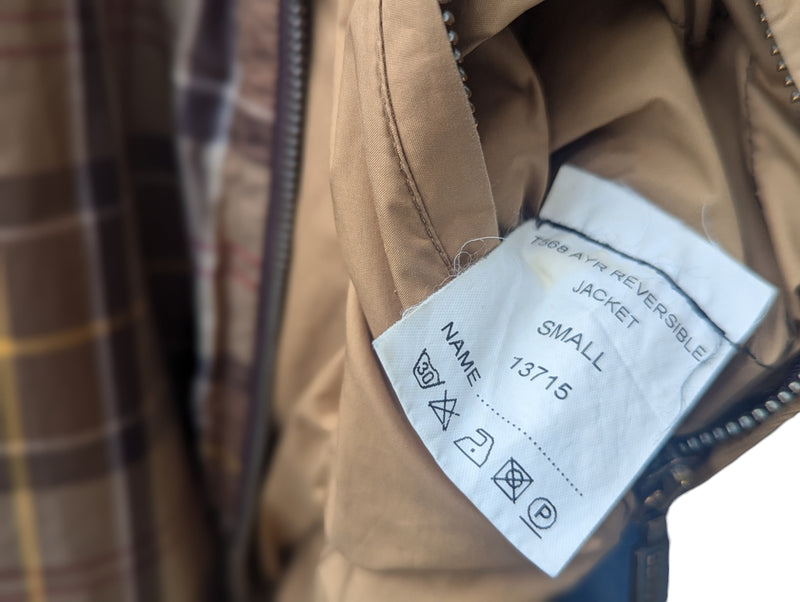 T568 AYR REVERSIBLE
JACKET
SMALL
13715
NAME ....................
30
P